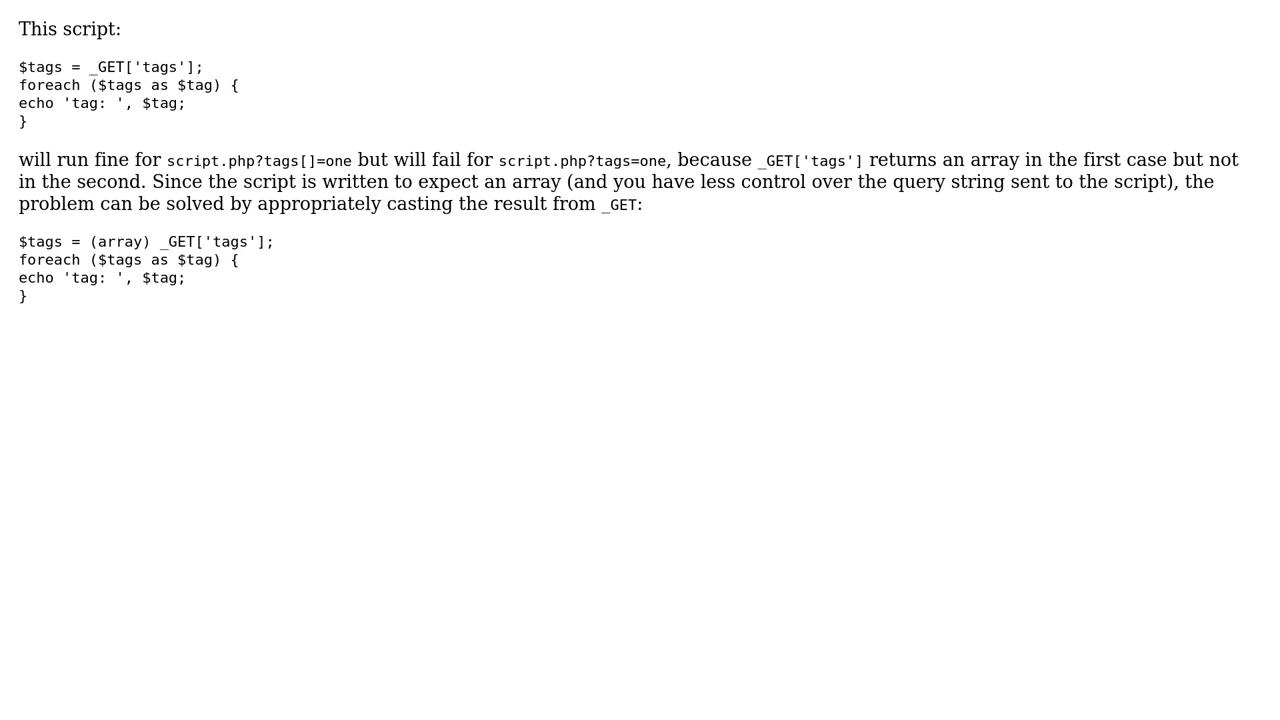 This script:
$tags = _GET['tags'];
foreach ($tags as $tag) {
echo 'tag: ', $tag;
}
will run fine for script.php?tags[]=one but will fail for script.php?tags=one, because _GET['tags'] returns an array in the first case but not
in the second. Since the script is written to expect an array (and you have less control over the query string sent to the script), the
problem can be solved by appropriately casting the result from _GET:
$tags = (array) _GET['tags'];
foreach ($tags as $tag) {
echo 'tag: ', $tag;
}